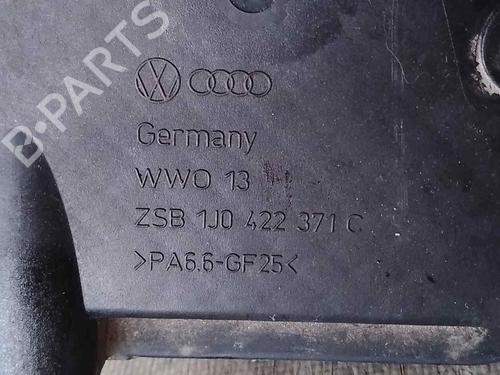 B-PARTS
Germany
WWO 13
ZSB 1J0 422 371 C
>PA6.6-GF25<